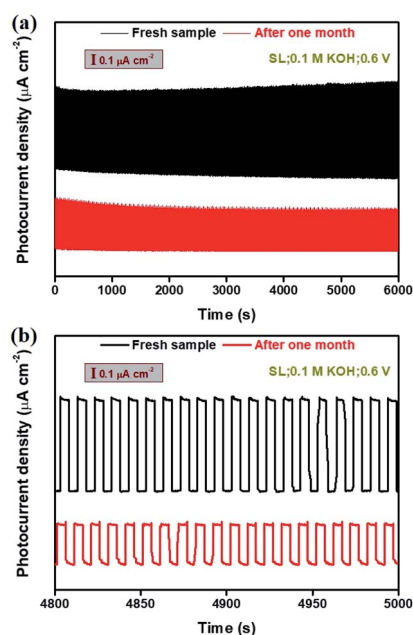 (a)
Fresh sample After one month
I 0.1 μA cm⁻²
SL;0.1 M KOH;0.6 V
Photocurrent density (μA cm⁻²)
0 1000 2000 3000 4000 5000 6000
Time (s)
(b)
Fresh sample After one month
I 0.1 μA cm⁻²
SL;0.1 M KOH;0.6 V
Photocurrent density (μA cm⁻²)
4800 4850 4900 4950 5000
Time (s)